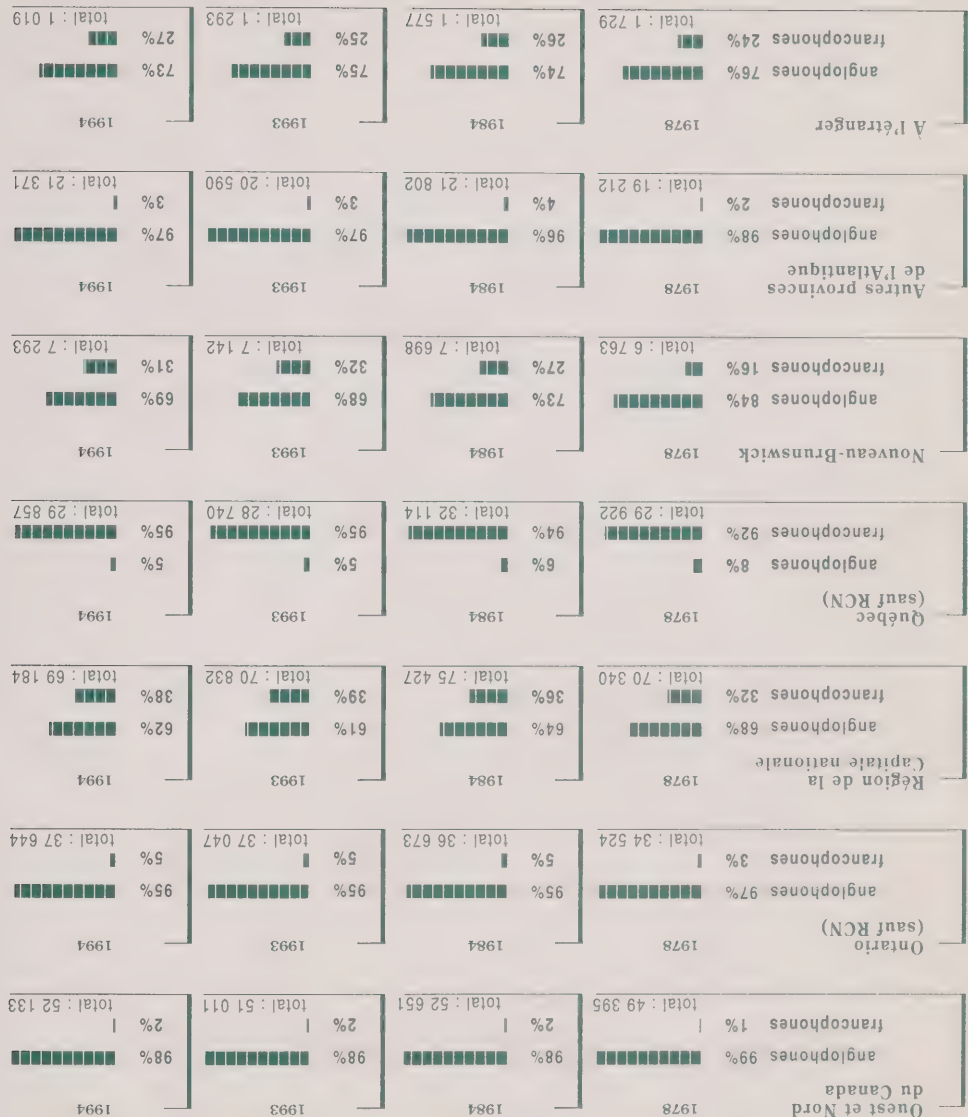 Ouest et Nord 1978 1984 1993 1994
du Canada
anglophones 99% 98% 98% 98%
francophones 1% 2% 2% 2%
total : 49 395 total : 52 651 total : 51 011 total : 52 133
Ontario 1978 1984 1993 1994
(sauf RCN)
anglophones 97% 95% 95% 95%
francophones 3% 5% 5% 5%
total : 34 524 total : 36 673 total : 37 047 total : 37 644
Région de la 1978 1984 1993 1994
Capitale nationale
anglophones 68% 64% 61% 62%
francophones 32% 36% 39% 38%
total : 70 340 total : 75 427 total : 70 832 total : 69 184
Québec 1978 1984 1993 1994
(sauf RCN)
anglophones 8% 6% 5% 5%
francophones 92% 94% 95% 95%
total : 29 922 total : 32 114 total : 28 740 total : 29 857
Nouveau-Brunswick 1978 1984 1993 1994
anglophones 84% 73% 68% 69%
francophones 16% 27% 32% 31%
total : 6 763 total : 7 698 total : 7 142 total : 7 293
Autres provinces 1978 1984 1993 1994
de l'Atlantique
anglophones 98% 96% 97% 97%
francophones 2% 4% 3% 3%
total : 19 212 total : 21 802 total : 20 590 total : 21 371
À l'étranger 1978 1984 1993 1994
anglophones 76% 74% 75% 73%
francophones 24% 26% 25% 27%
total : 1 729 total : 1 577 total : 1 293 total : 1 019